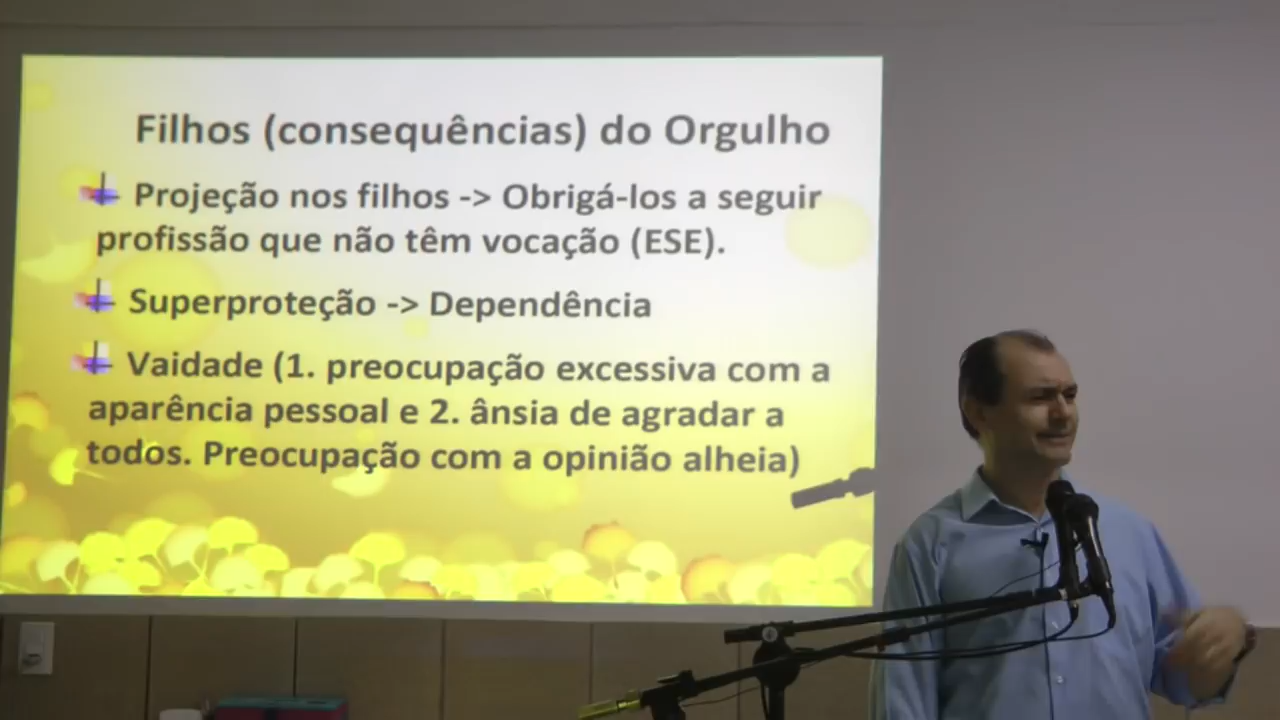 Filhos (consequências) do Orgulho
Projeção nos filhos -> Obrigá-los a seguir
profissão que não têm vocação (ESE).
Superproteção -> Dependência
Vaidade (1. preocupação excessiva com a
aparência pessoal e 2. ânsia de agradar a
todos. Preocupação com a opinião alheia)